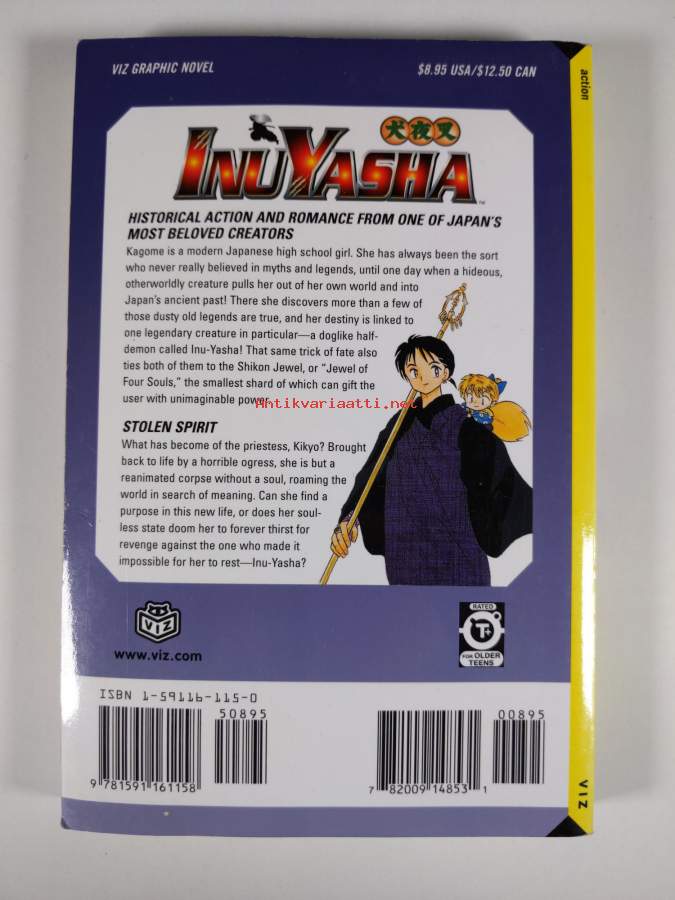 VIZ GRAPHIC NOVEL
$8.95 USA/$12.50 CAN
action
犬夜叉
INUYASHA™
HISTORICAL ACTION AND ROMANCE FROM ONE OF JAPAN'S
MOST BELOVED CREATORS
Kagome is a modern Japanese high school girl. She has always been the sort
who never really believed in myths and legends, until one day when a hideous,
otherworldly creature pulls her out of her own world and into
Japan's ancient past! There she discovers more than a few of
those dusty old legends are true, and her destiny is linked to
one legendary creature in particular—a doglike half-
demon called Inu-Yasha! That same trick of fate also
ties both of them to the Shikon Jewel, or "Jewel of
Four Souls," the smallest shard of which can gift the
user with unimaginable power.
Antikvariaatti.net
STOLEN SPIRIT
What has become of the priestess, Kikyo? Brought
back to life by a horrible ogress, she is but a
reanimated corpse without a soul, roaming the
world in search of meaning. Can she find a
purpose in this new life, or does her soul-
less state doom her to forever thirst for
revenge against the one who made it
impossible for her to rest—Inu-Yasha?
VIZ
www.viz.com
RATED
T+
FOR OLDER
TEENS
ISBN 1-59116-115-0
50895
9 781591 161158
00895
7 82009 14853 1
VIZ